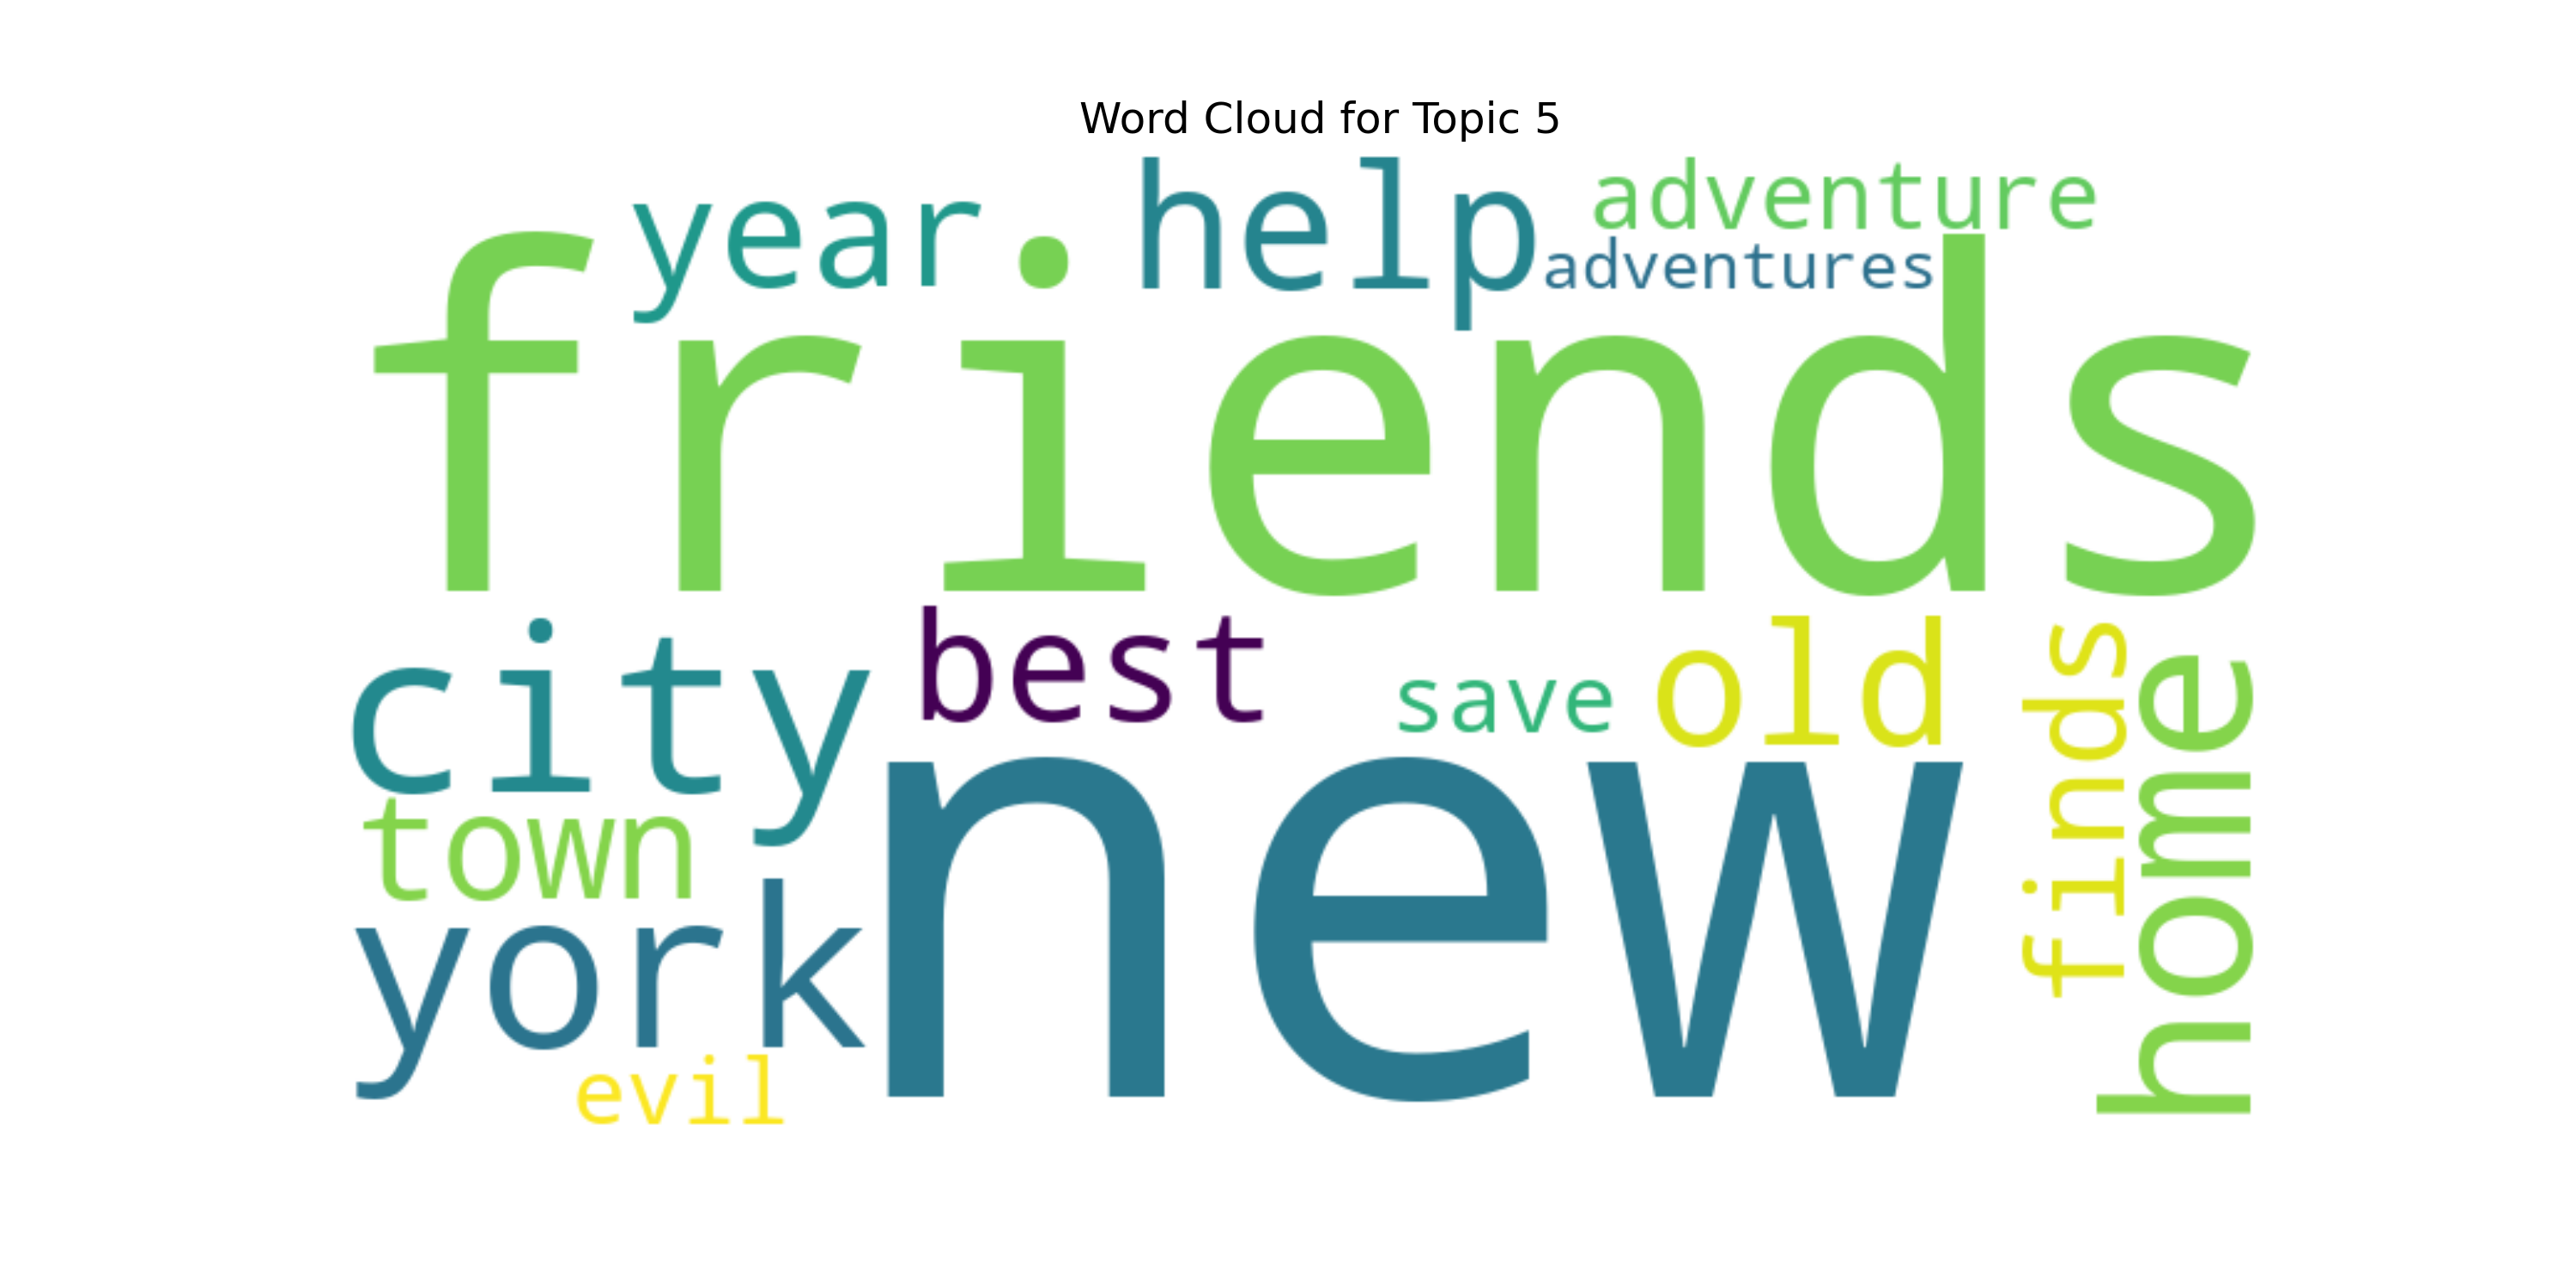 Word Cloud for Topic 5
year help adventure
adventures
friends
city best save old
finds
home
town
york new
evil